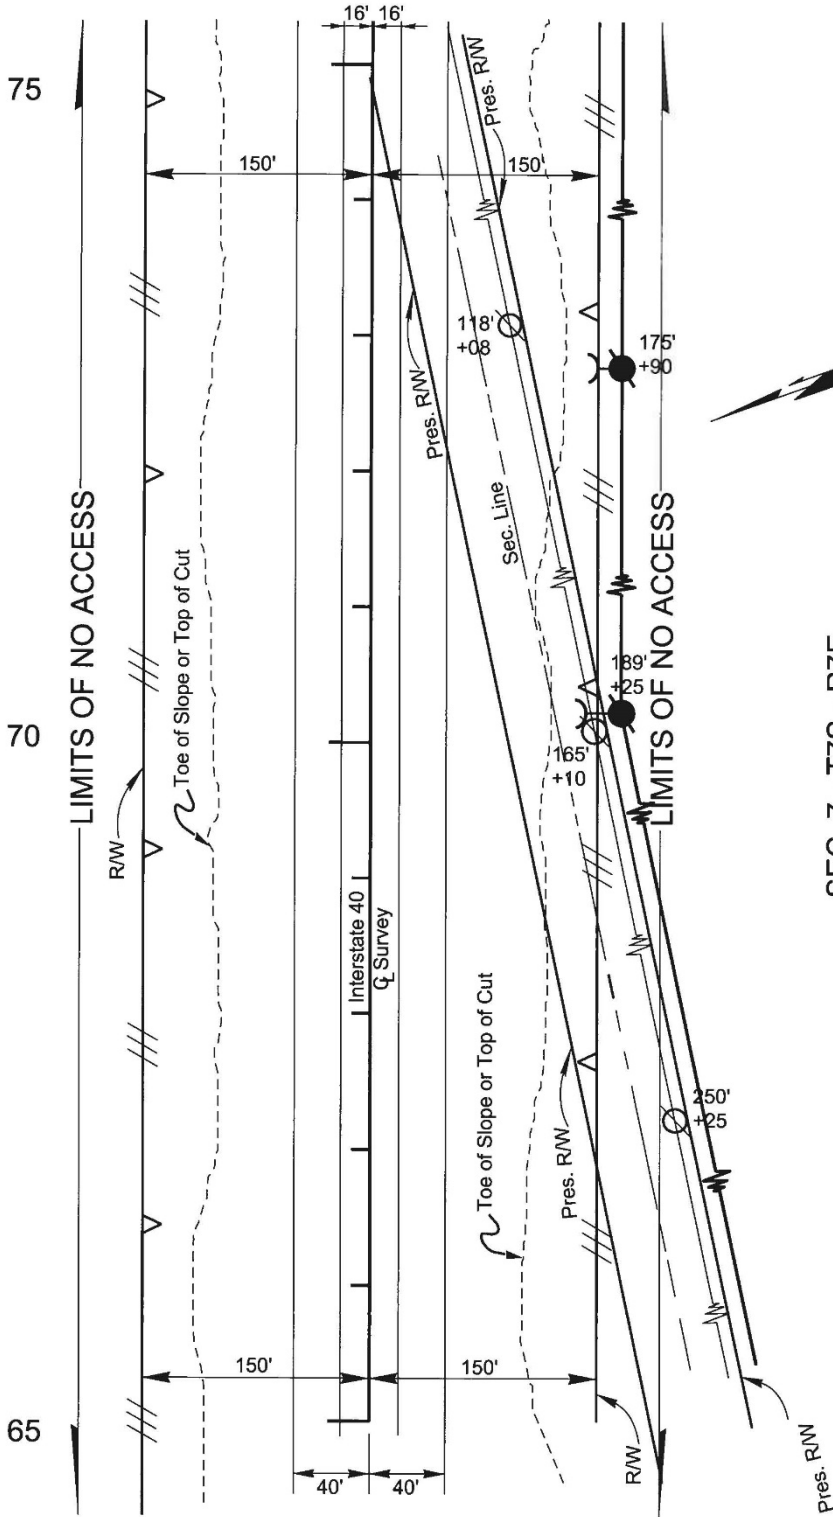 16' 16'
75
Pres. R/W
150' 150'
118'
+08
175'
+90
Pres. R/W
Sec. Line
LIMITS OF NO ACCESS
LIMITS OF NO ACCESS
Toe of Slope or Top of Cut
189'
+25
70
165'
+10
R/W
Interstate 40
℄ Survey
Toe of Slope or Top of Cut
250'
+25
Pres. R/W
150' 150'
65
R/W
Pres. R/W
40' 40'